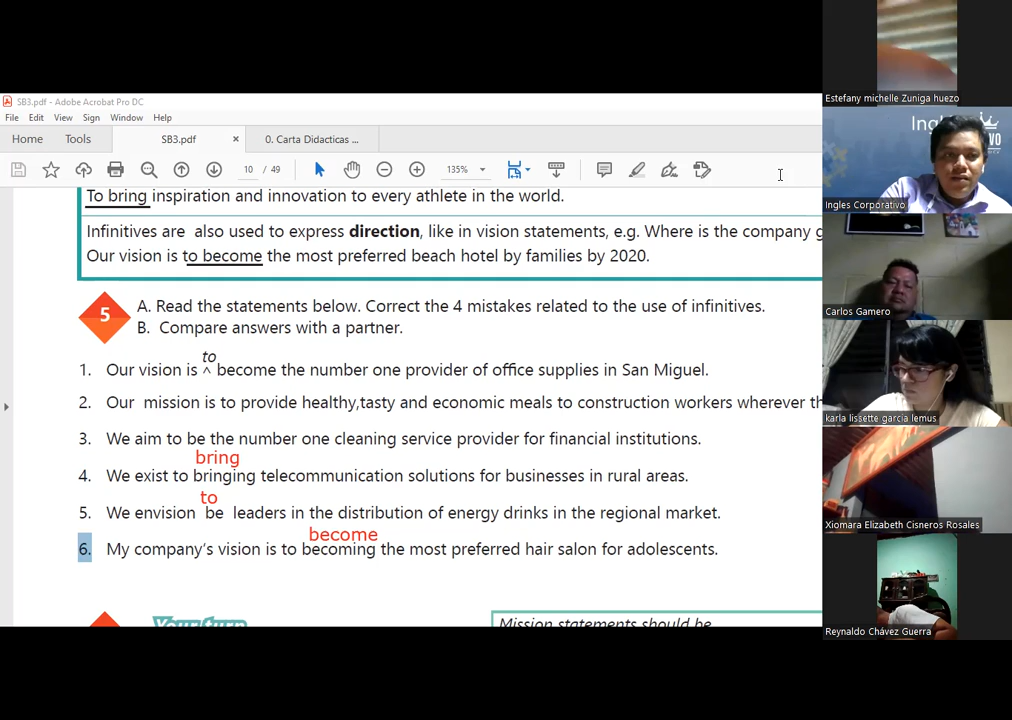 SB3.pdf - Adobe Acrobat Pro DC
File Edit View Sign Window Help
Home Tools SB3.pdf × 0. Carta Didacticas ...
10 / 49 135%
To bring inspiration and innovation to every athlete in the world.
Infinitives are also used to express direction, like in vision statements, e.g. Where is the company g
Our vision is to become the most preferred beach hotel by families by 2020.
5
A. Read the statements below. Correct the 4 mistakes related to the use of infinitives.
B. Compare answers with a partner.
to
1. Our vision is ^ become the number one provider of office supplies in San Miguel.
2. Our mission is to provide healthy,tasty and economic meals to construction workers wherever th
3. We aim to be the number one cleaning service provider for financial institutions.
bring
4. We exist to bringing telecommunication solutions for businesses in rural areas.
to
5. We envision be leaders in the distribution of energy drinks in the regional market.
become
6. My company's vision is to becoming the most preferred hair salon for adolescents.
Your turn
Mission statements should be
Estefany michelle Zuniga huezo
Ingles Corporativo
Carlos Gamero
karla lissette garcia lemus
Xiomara Elizabeth Cisneros Rosales
Reynaldo Chávez Guerra